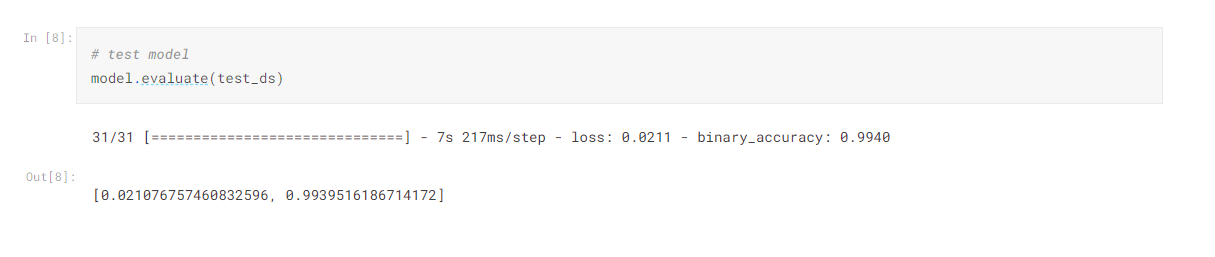 In [8]:
# test model
model.evaluate(test_ds)
31/31 [==============================] - 7s 217ms/step - loss: 0.0211 - binary_accuracy: 0.9940
Out[8]:
[0.021076757460832596, 0.9939516186714172]